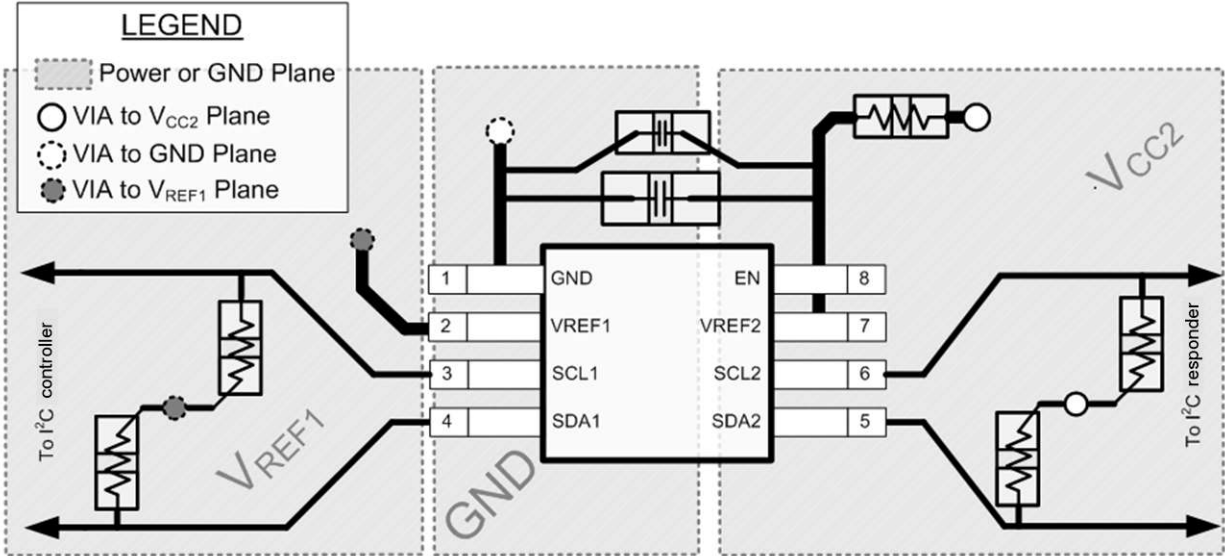 LEGEND
Power or GND Plane
VIA to VCC2 Plane
VIA to GND Plane
VIA to VREF1 Plane
VCC2
1 GND EN 8
2 VREF1 VREF2 7
3 SCL1 SCL2 6
4 SDA1 SDA2 5
To I²C controller
To I²C responder
VREF1
GND